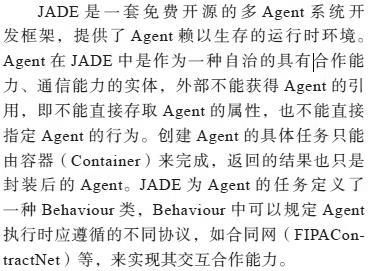 JADE 是一套免费开源的多 Agent 系统开
发框架，提供了 Agent 赖以生存的运行时环境。
Agent 在 JADE 中是作为一种自治的具有合作能
力、通信能力的实体，外部不能获得 Agent 的引
用，即不能直接存取 Agent 的属性，也不能直接
指定 Agent 的行为。创建 Agent 的具体任务只能
由容器（Container）来完成，返回的结果也只是
封装后的 Agent。JADE 为 Agent 的任务定义了
一种 Behaviour 类，Behaviour 中可以规定 Agent
执行时应遵循的不同协议，如合同网（FIPACon-
tractNet）等，来实现其交互合作能力。